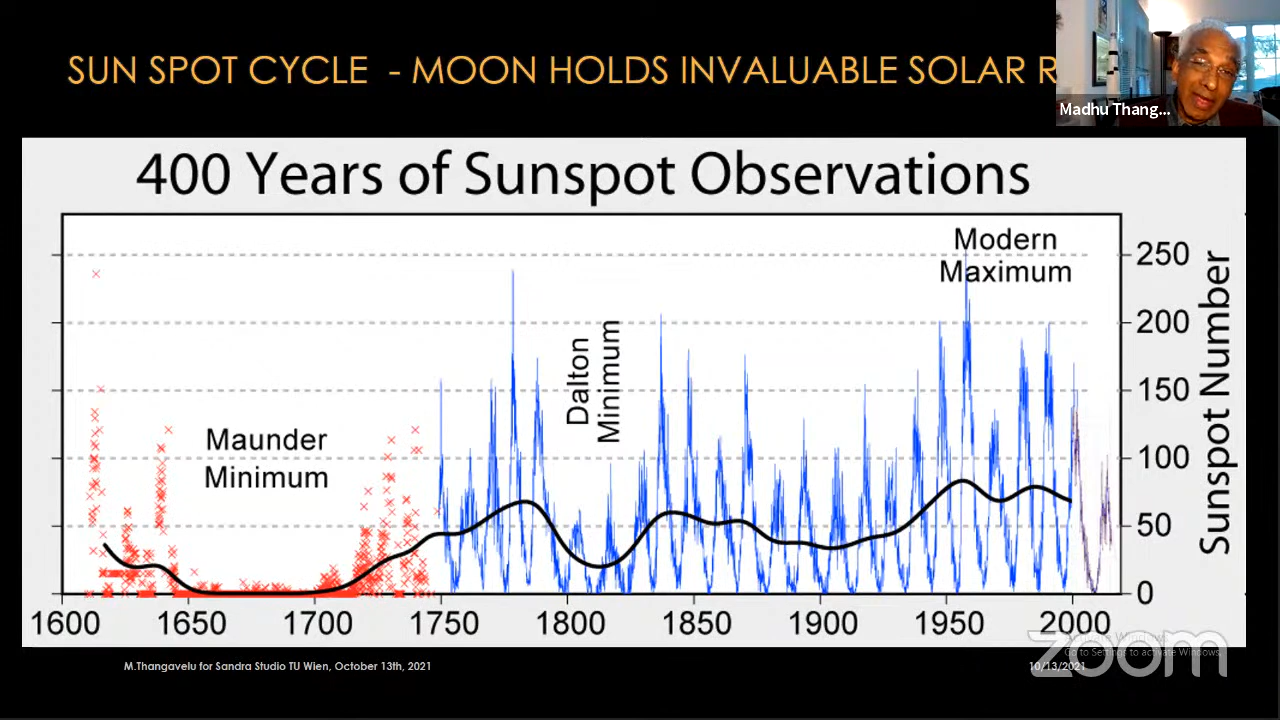 SUN SPOT CYCLE - MOON HOLDS INVALUABLE SOLAR R
Madhu Thang...
400 Years of Sunspot Observations
Modern
Maximum
Dalton
Minimum
Maunder
Minimum
250
200
150
100
50
0
Sunspot Number
1600 1650 1700 1750 1800 1850 1900 1950 2000
Activate Windows
Go to Settings to activate Windows.
zoom
M.Thangavelu for Sandra Studio TU Wien, October 13th, 2021
10/13/2021